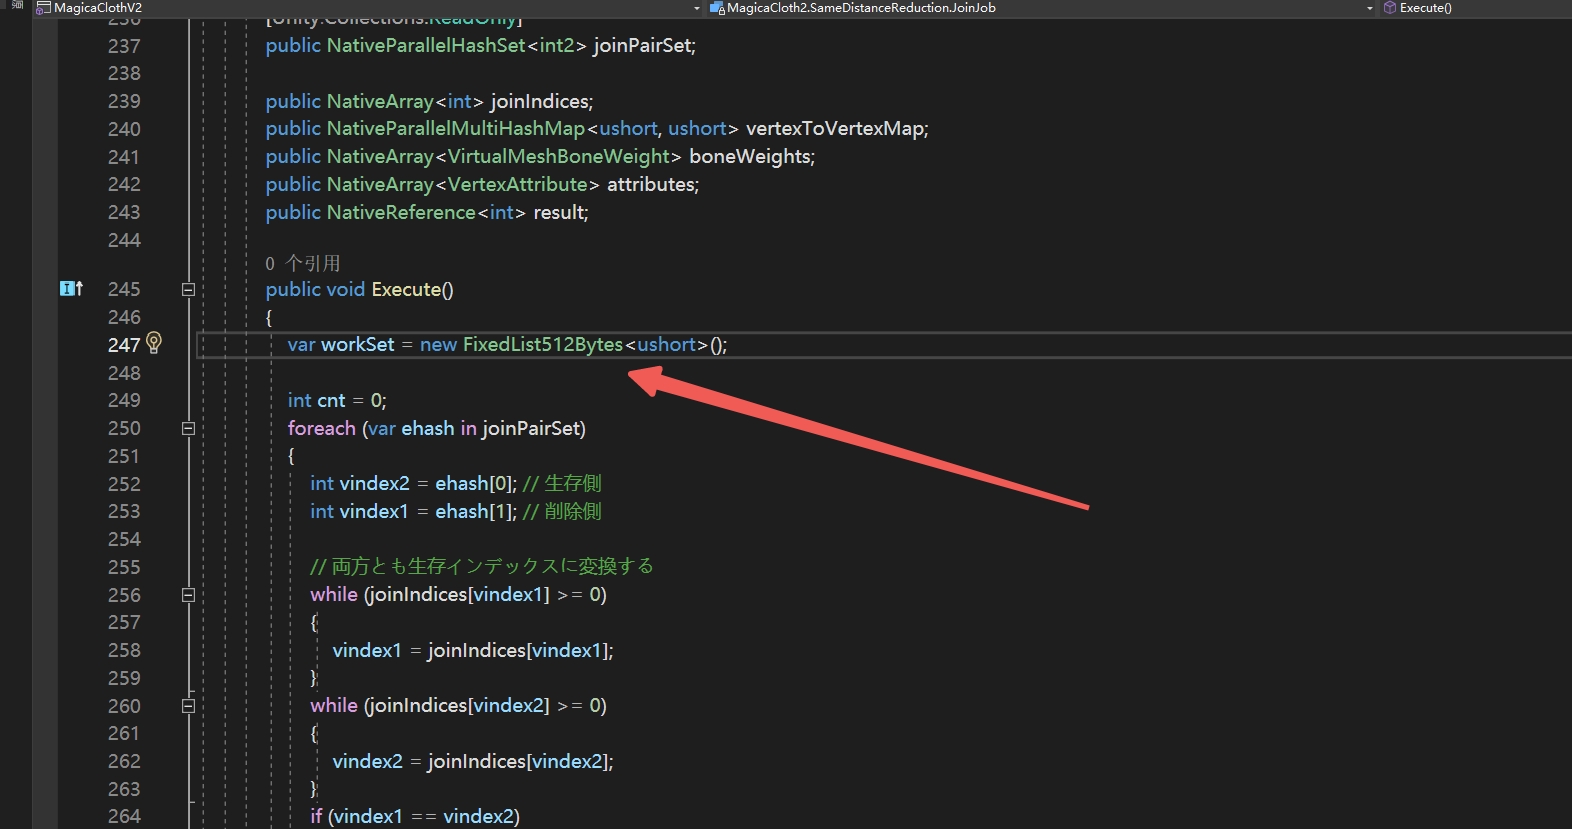 MagicaClothV2 MagicaCloth2.SameDistanceReduction.JoinJob Execute()
236 [Unity.Collections.ReadOnly]
237 public NativeParallelHashSet<int2> joinPairSet;
238
239 public NativeArray<int> joinIndices;
240 public NativeParallelMultiHashMap<ushort, ushort> vertexToVertexMap;
241 public NativeArray<VirtualMeshBoneWeight> boneWeights;
242 public NativeArray<VertexAttribute> attributes;
243 public NativeReference<int> result;
244
0 个引用
245 public void Execute()
246 {
247 var workSet = new FixedList512Bytes<ushort>();
248
249 int cnt = 0;
250 foreach (var ehash in joinPairSet)
251 {
252 int vindex2 = ehash[0]; // 生存側
253 int vindex1 = ehash[1]; // 削除側
254
255 // 両方とも生存インデックスに変換する
256 while (joinIndices[vindex1] >= 0)
257 {
258 vindex1 = joinIndices[vindex1];
259 }
260 while (joinIndices[vindex2] >= 0)
261 {
262 vindex2 = joinIndices[vindex2];
263 }
264 if (vindex1 == vindex2)